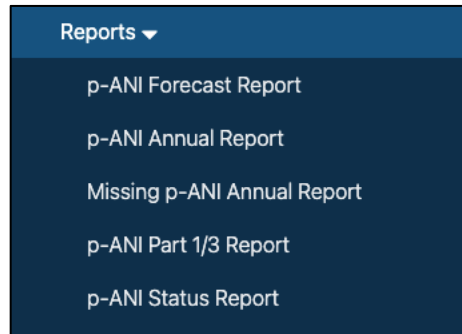 Reports
p-ANI Forecast Report
p-ANI Annual Report
Missing p-ANI Annual Report
p-ANI Part 1/3 Report
p-ANI Status Report